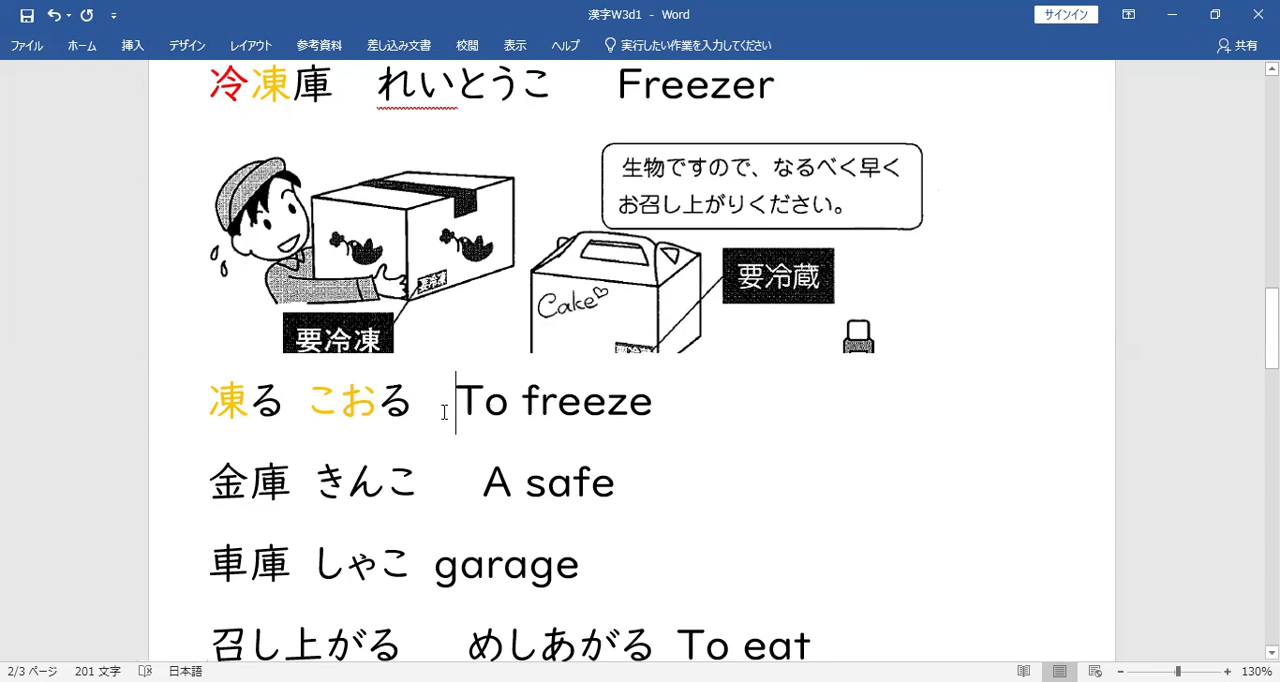 漢字W3d1 - Word
サインイン
ファイル ホーム 挿入 デザイン レイアウト 参考資料 差し込み文書 校閲 表示 ヘルプ 実行したい作業を入力してください 共有
冷凍庫 れいとうこ Freezer
生物ですので、なるべく早く
お召し上がりください。
要冷蔵
Cake
要冷凍
要冷凍
凍る こおる To freeze
金庫 きんこ A safe
車庫 しゃこ garage
召し上がる めしあがる To eat
2/3 ページ 201 文字 日本語 130%